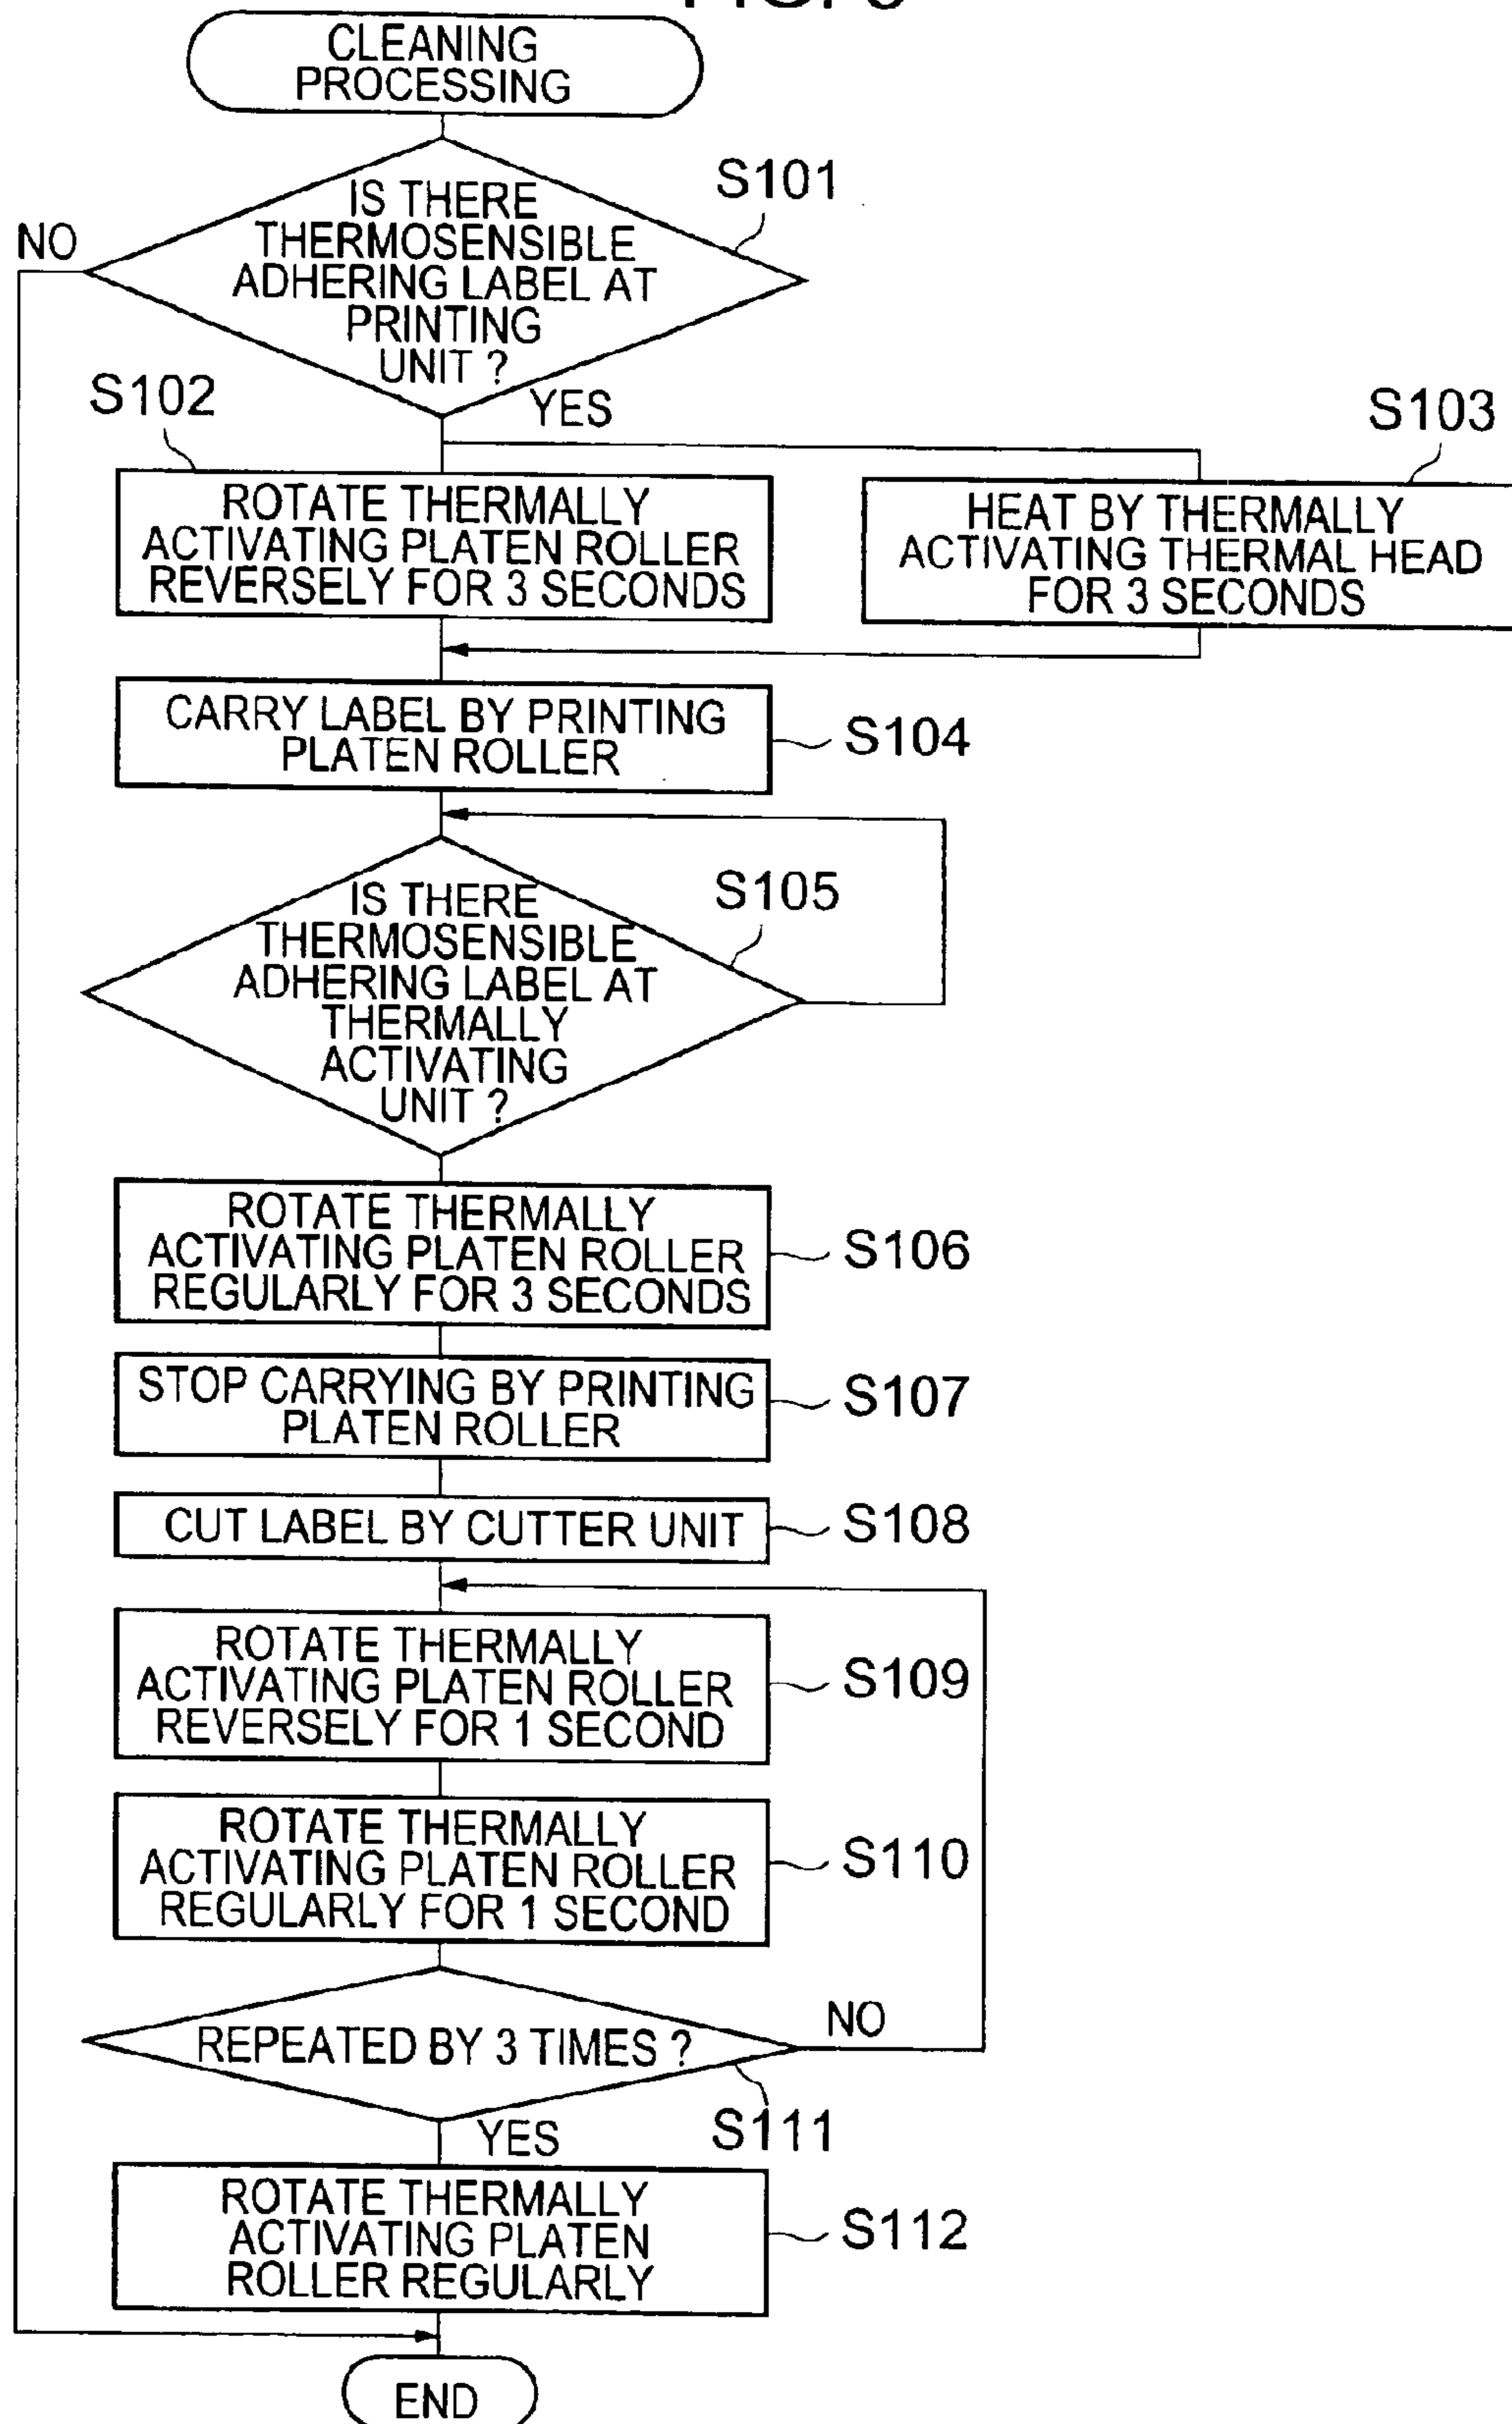 CLEANING
PROCESSING
S101
IS THERE
THERMOSENSIBLE
ADHERING LABEL AT
PRINTING
UNIT ?
NO
YES
S102
ROTATE THERMALLY
ACTIVATING PLATEN ROLLER
REVERSELY FOR 3 SECONDS
S103
HEAT BY THERMALLY
ACTIVATING THERMAL HEAD
FOR 3 SECONDS
CARRY LABEL BY PRINTING
PLATEN ROLLER
S104
S105
IS THERE
THERMOSENSIBLE
ADHERING LABEL AT
THERMALLY
ACTIVATING
UNIT ?
ROTATE THERMALLY
ACTIVATING PLATEN ROLLER
REGULARLY FOR 3 SECONDS
S106
STOP CARRYING BY PRINTING
PLATEN ROLLER
S107
CUT LABEL BY CUTTER UNIT
S108
ROTATE THERMALLY
ACTIVATING PLATEN ROLLER
REVERSELY FOR 1 SECOND
S109
ROTATE THERMALLY
ACTIVATING PLATEN ROLLER
REGULARLY FOR 1 SECOND
S110
REPEATED BY 3 TIMES ?
NO
S111
YES
ROTATE THERMALLY
ACTIVATING PLATEN
ROLLER REGULARLY
S112
END